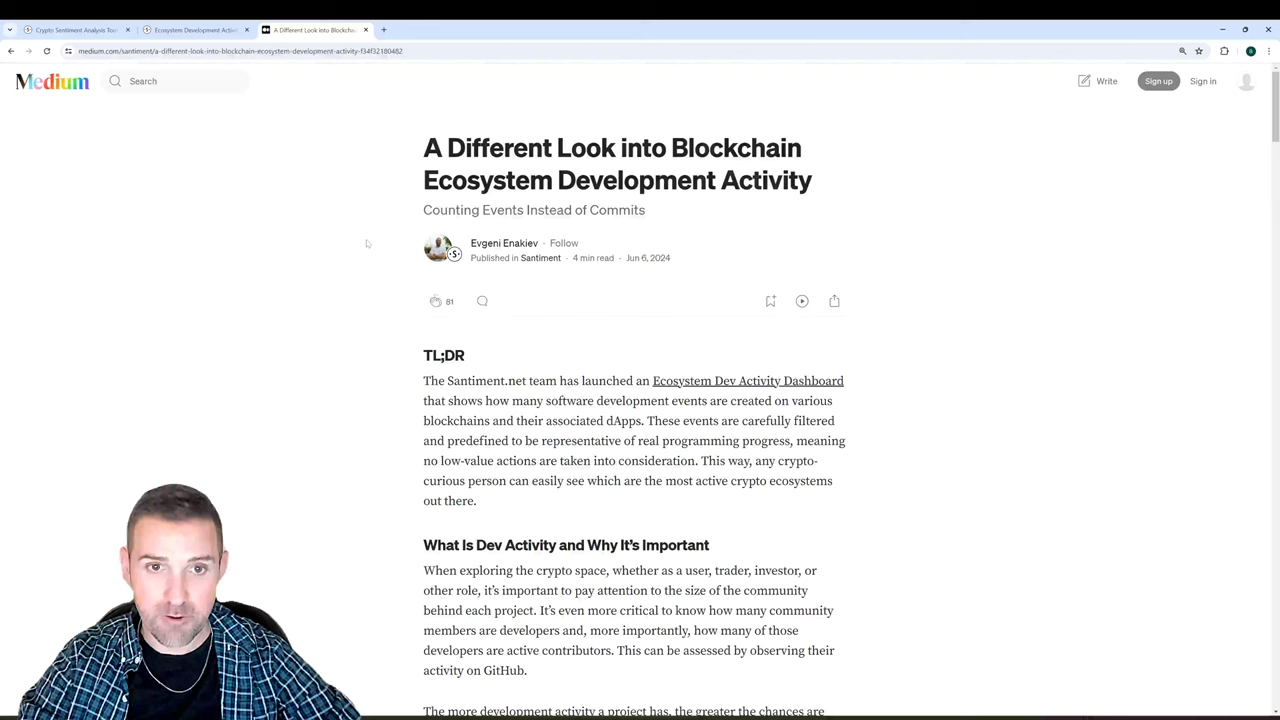 Crypto Sentiment Analysis Too
Ecosystem Development Activit
A Different Look into Blockcha
medium.com/santiment/a-different-look-into-blockchain-ecosystem-development-activity-f34f32180482
Medium
Search
Write
Sign up
Sign in
A Different Look into Blockchain
Ecosystem Development Activity
Counting Events Instead of Commits
Evgeni Enakiev · Follow
Published in Santiment · 4 min read · Jun 6, 2024
81
TL;DR
The Santiment.net team has launched an Ecosystem Dev Activity Dashboard
that shows how many software development events are created on various
blockchains and their associated dApps. These events are carefully filtered
and predefined to be representative of real programming progress, meaning
no low-value actions are taken into consideration. This way, any crypto-
curious person can easily see which are the most active crypto ecosystems
out there.
What Is Dev Activity and Why It's Important
When exploring the crypto space, whether as a user, trader, investor, or
other role, it's important to pay attention to the size of the community
behind each project. It's even more critical to know how many community
members are developers and, more importantly, how many of those
developers are active contributors. This can be assessed by observing their
activity on GitHub.
The more development activity a project has, the greater the chances are